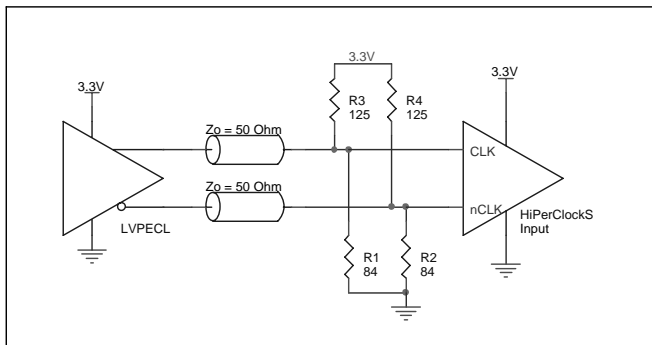 3.3V
3.3V
3.3V
R3
125
R4
125
Zo = 50 Ohm
CLK
Zo = 50 Ohm
nCLK
HiPerClockS
Input
LVPECL
R1
84
R2
84